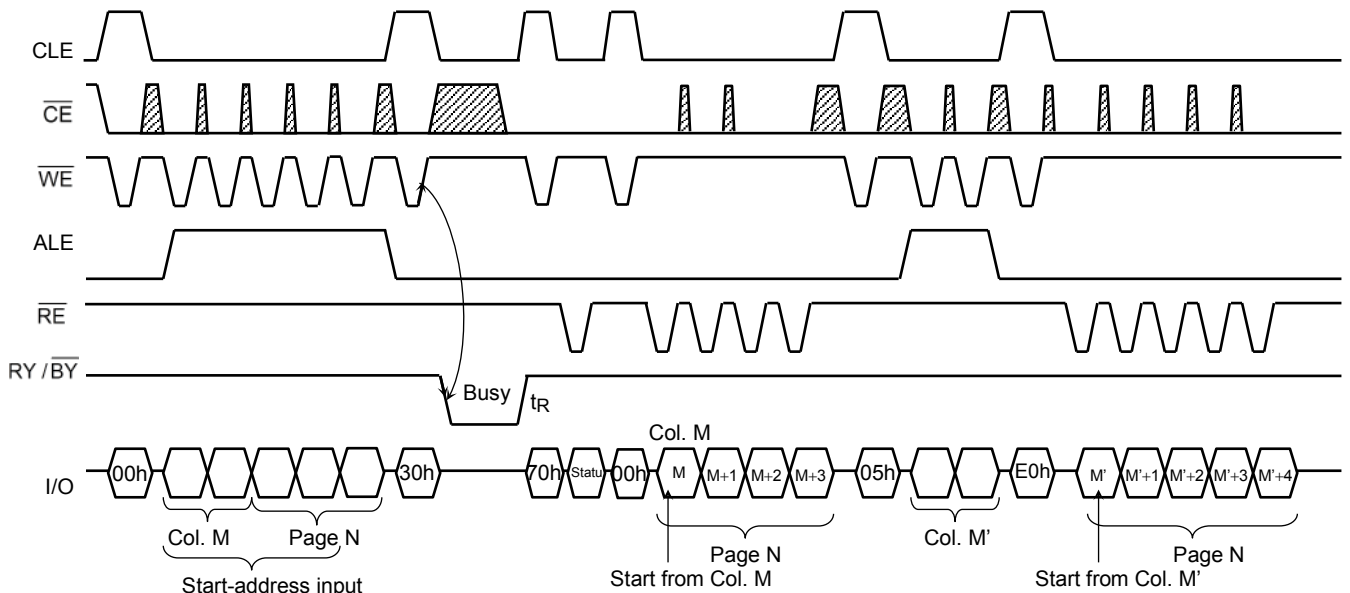 CLE
CE
WE
ALE
RE
RY / BY
Busy
tR
Col. M
I/O
00h
30h
70h
Statu
00h
M
M+1
M+2
M+3
05h
E0h
M'
M'+1
M'+2
M'+3
M'+4
Col. M
Page N
Start-address input
Page N
Start from Col. M
Col. M'
Page N
Start from Col. M'